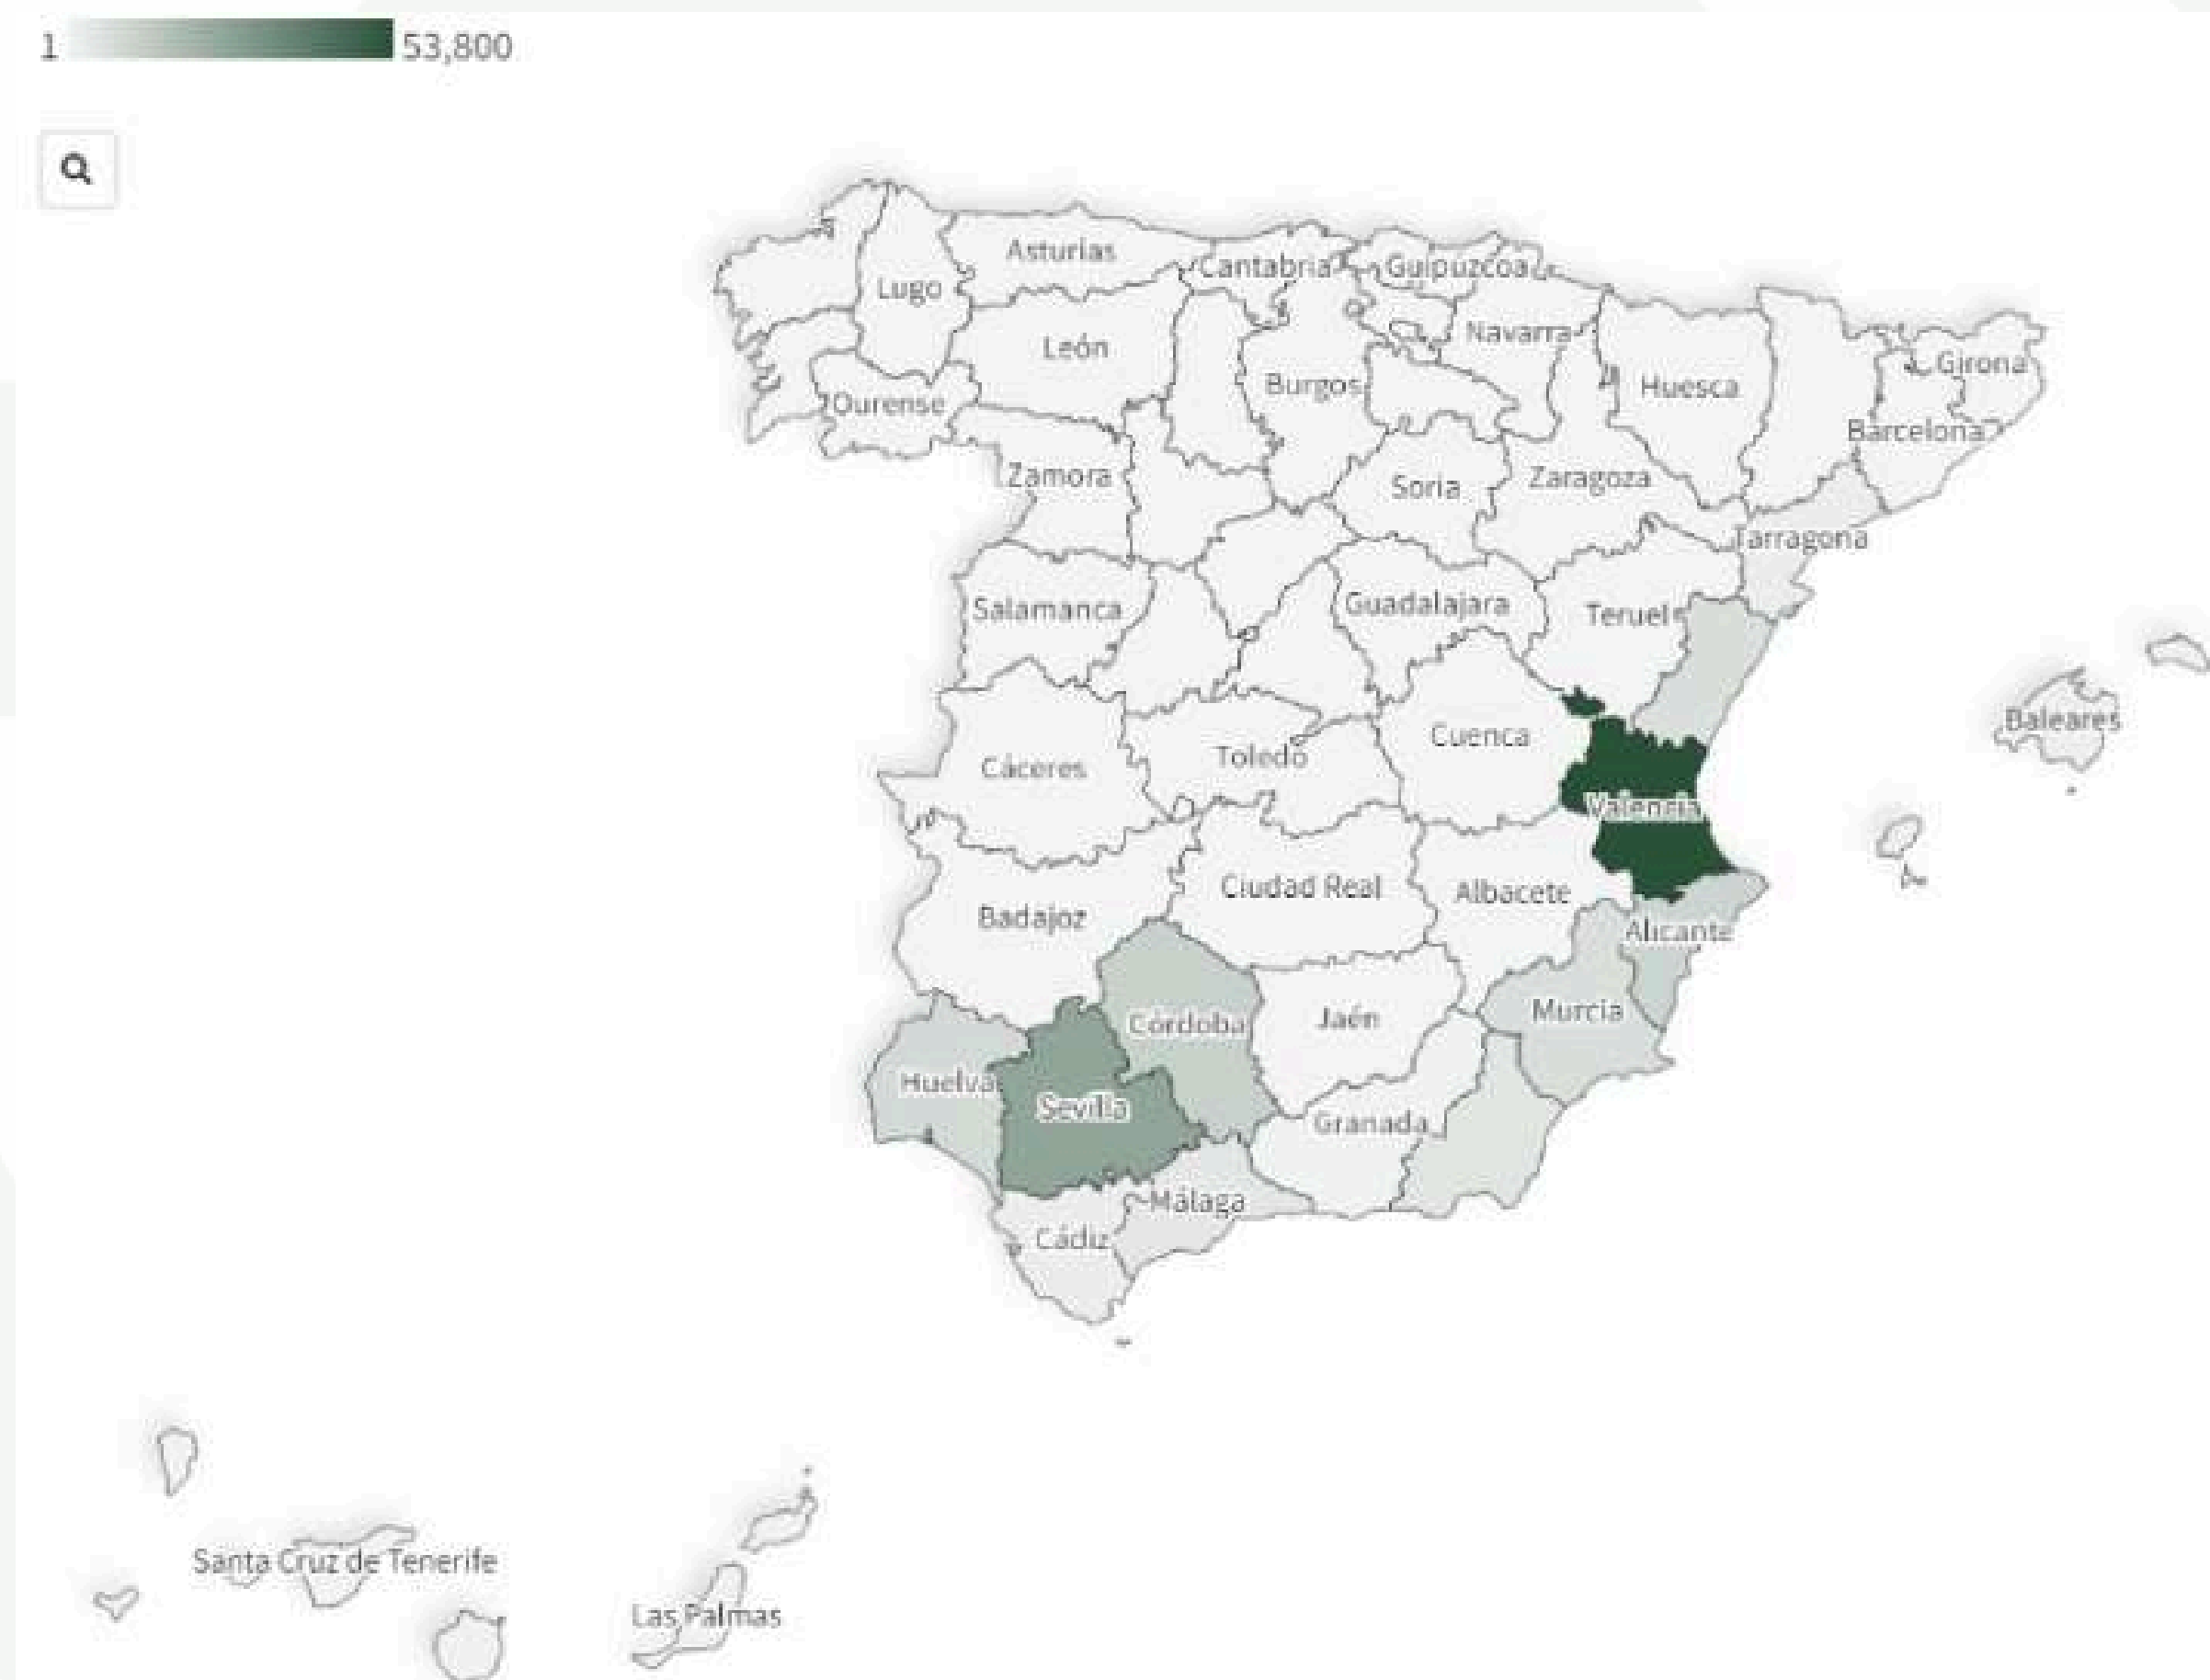 1 53,800
Asturias
Cantabria
Guipuzcoa
Lugo
Navarra
León
Girona
Burgos
Huesca
Ourense
Barcelona
Zamora
Soria
Zaragoza
Tarragona
Salamanca
Guadalajara
Teruel
Baleares
Cuenca
Toledo
Cáceres
Valencia
Ciudad Real
Albacete
Badajoz
Alicante
Murcia
Jaén
Córdoba
Huelva
Sevilla
Granada
Málaga
Cádiz
Santa Cruz de Tenerife
Las Palmas